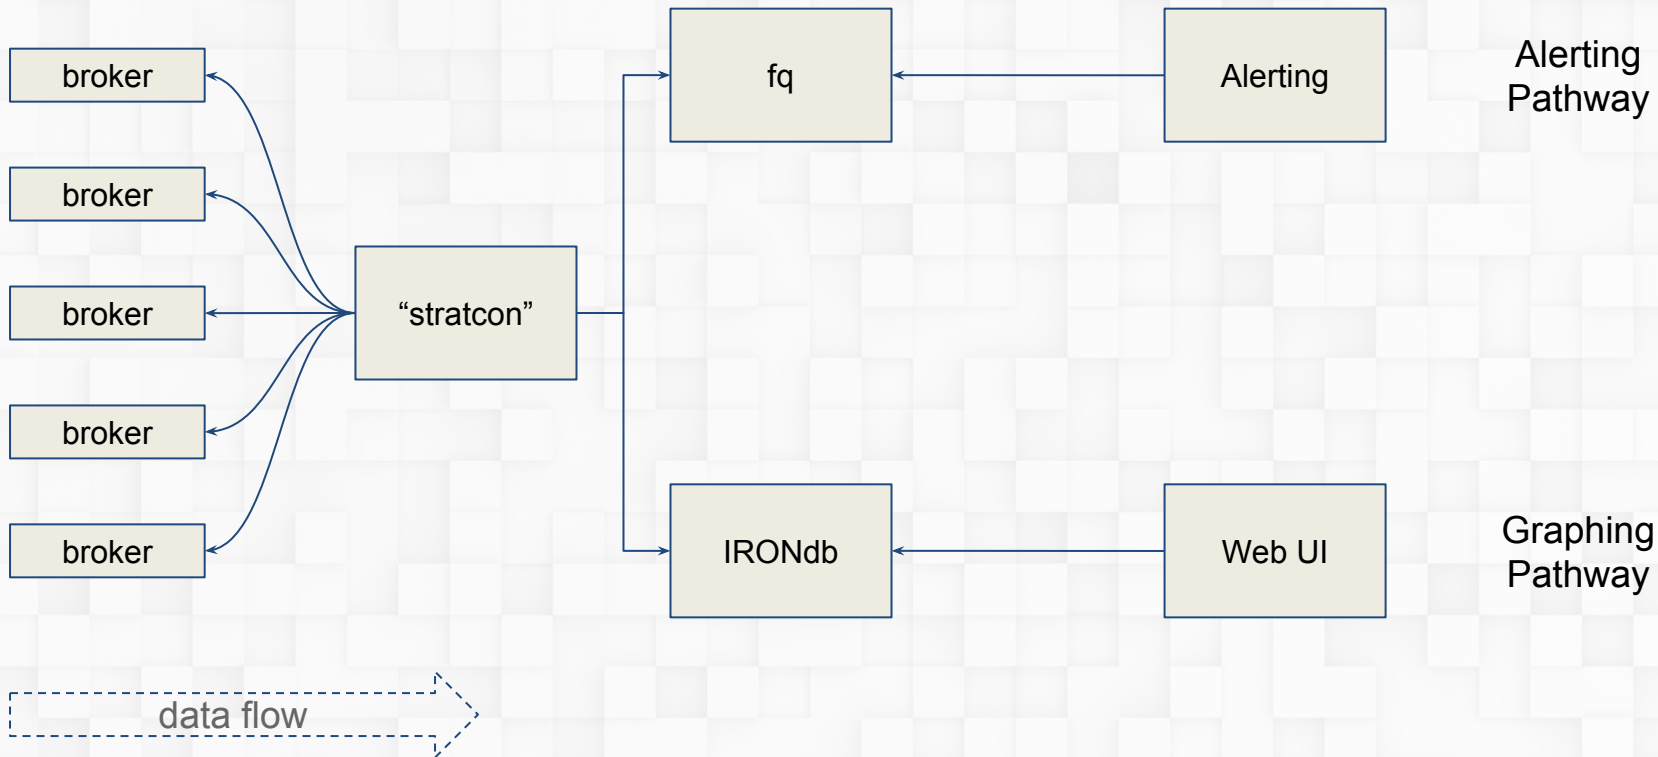 broker
broker
broker
broker
broker
“stratcon”
fq
Alerting
Alerting
Pathway
IRONdb
Web UI
Graphing
Pathway
data flow